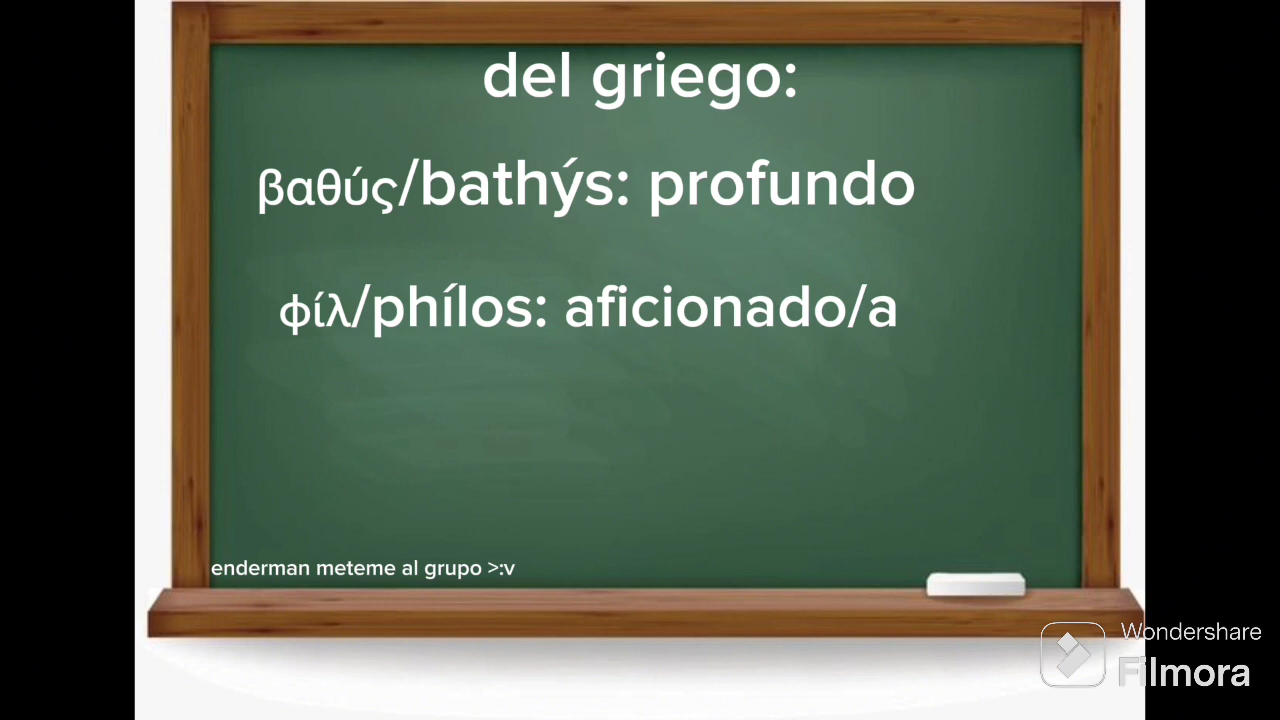 del griego:
βαθύς/bathýs: profundo
φίλ/phílos: aficionado/a
enderman meteme al grupo >:v
Wondershare
Filmora